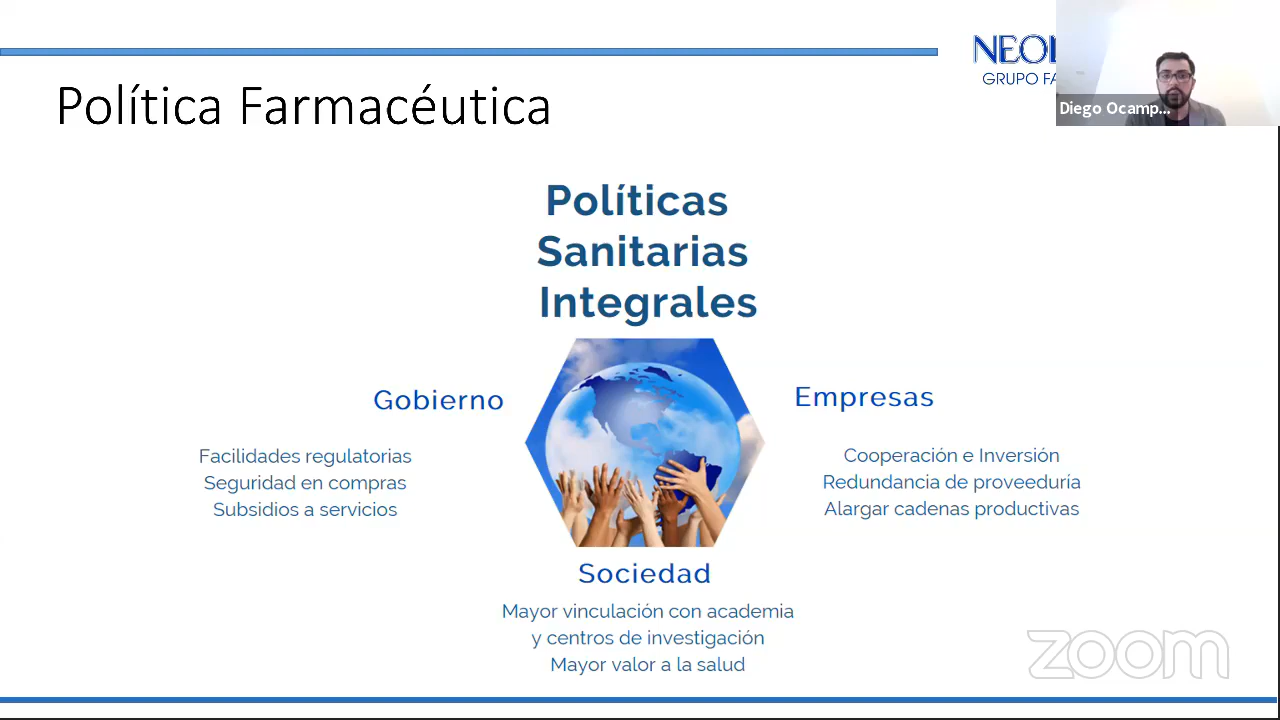 NEOL
GRUPO FA
Diego Ocamp...
Política Farmacéutica
Políticas
Sanitarias
Integrales
Gobierno
Facilidades regulatorias
Seguridad en compras
Subsidios a servicios
Empresas
Cooperación e Inversión
Redundancia de proveeduría
Alargar cadenas productivas
Sociedad
Mayor vinculación con academia
y centros de investigación
Mayor valor a la salud
zoom